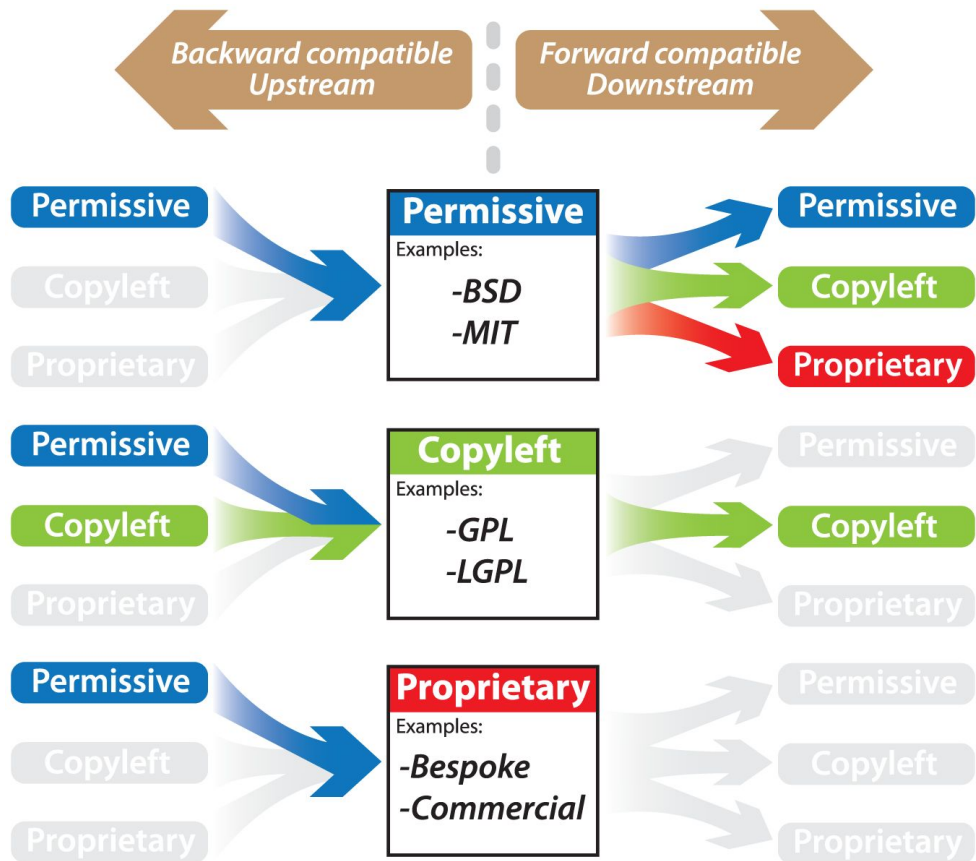 Backward compatible
Upstream
Forward compatible
Downstream
Permissive
Copyleft
Proprietary
Permissive
Examples:
-BSD
-MIT
Permissive
Copyleft
Proprietary
Permissive
Copyleft
Proprietary
Copyleft
Examples:
-GPL
-LGPL
Permissive
Copyleft
Proprietary
Permissive
Copyleft
Proprietary
Proprietary
Examples:
-Bespoke
-Commercial
Permissive
Copyleft
Proprietary